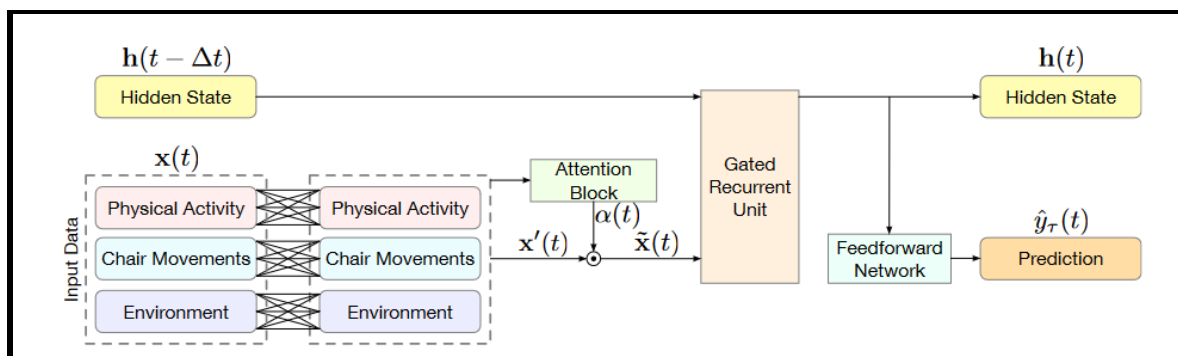 h(t − Δt)
Hidden State
h(t)
Hidden State
x(t)
Input Data
Physical Activity
Physical Activity
Chair Movements
Chair Movements
Environment
Environment
Attention
Block
α(t)
x′(t)
x̃(t)
Gated
Recurrent
Unit
Feedforward
Network
ŷτ(t)
Prediction